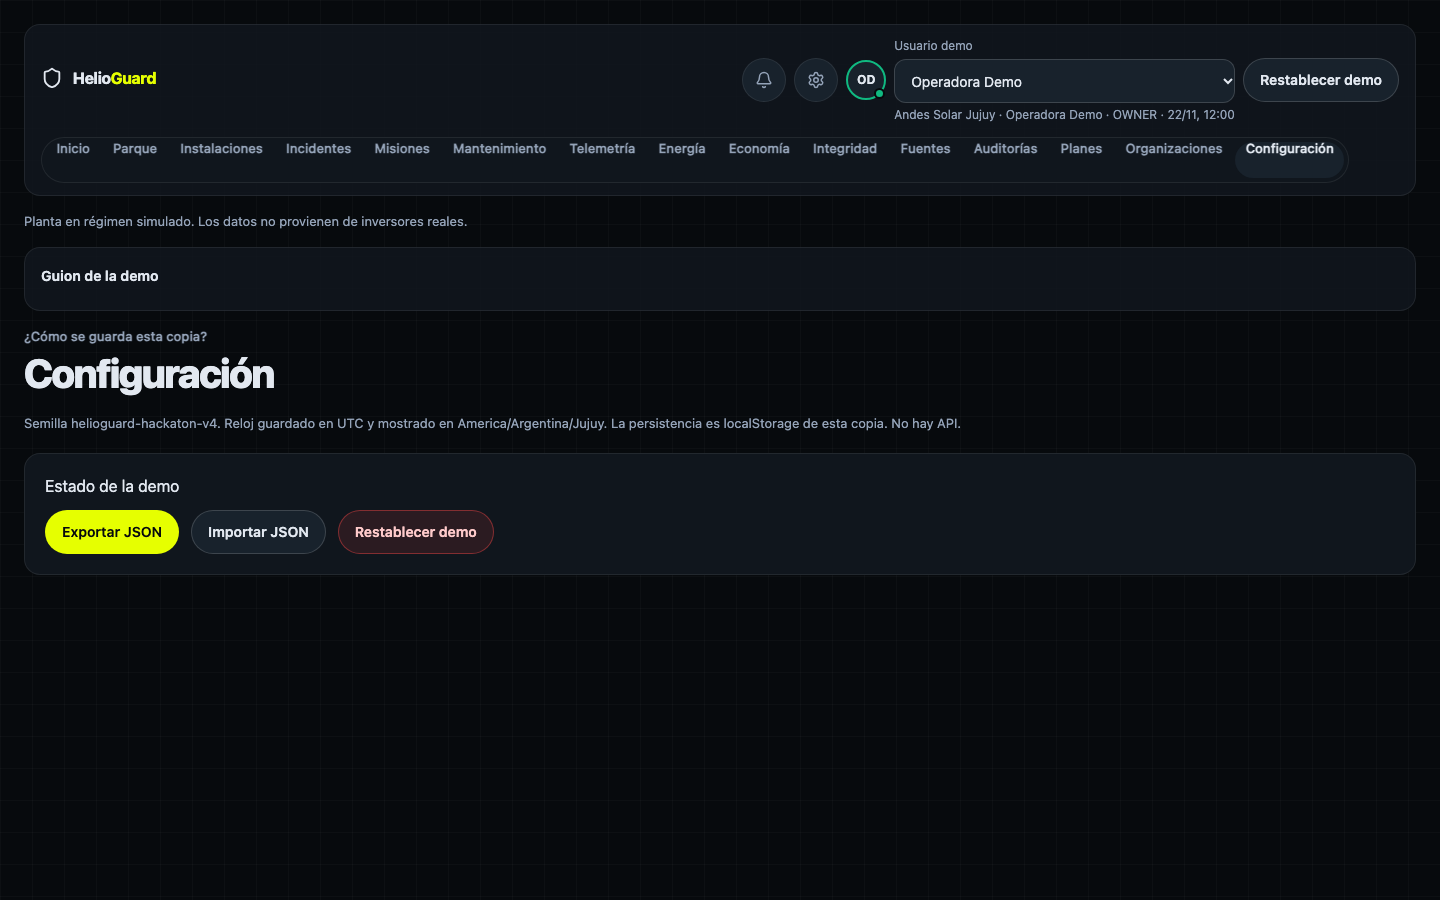 HelioGuard
OD
Usuario demo
Operadora Demo
Restablecer demo
Andes Solar Jujuy · Operadora Demo · OWNER · 22/11, 12:00
Inicio Parque Instalaciones Incidentes Misiones Mantenimiento Telemetría Energía Economía Integridad Fuentes Auditorías Planes Organizaciones Configuración
Planta en régimen simulado. Los datos no provienen de inversores reales.
Guion de la demo
¿Cómo se guarda esta copia?
Configuración
Semilla helioguard-hackaton-v4. Reloj guardado en UTC y mostrado en America/Argentina/Jujuy. La persistencia es localStorage de esta copia. No hay API.
Estado de la demo
Exportar JSON Importar JSON Restablecer demo